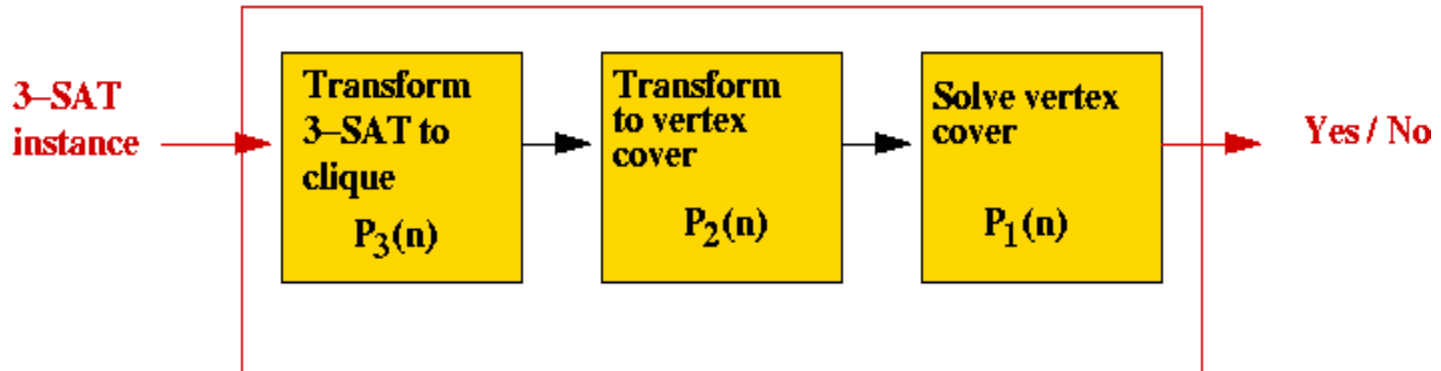 3–SAT
instance
Transform
3–SAT to
clique
P3(n)
Transform
to vertex
cover
P2(n)
Solve vertex
cover
P1(n)
Yes / No